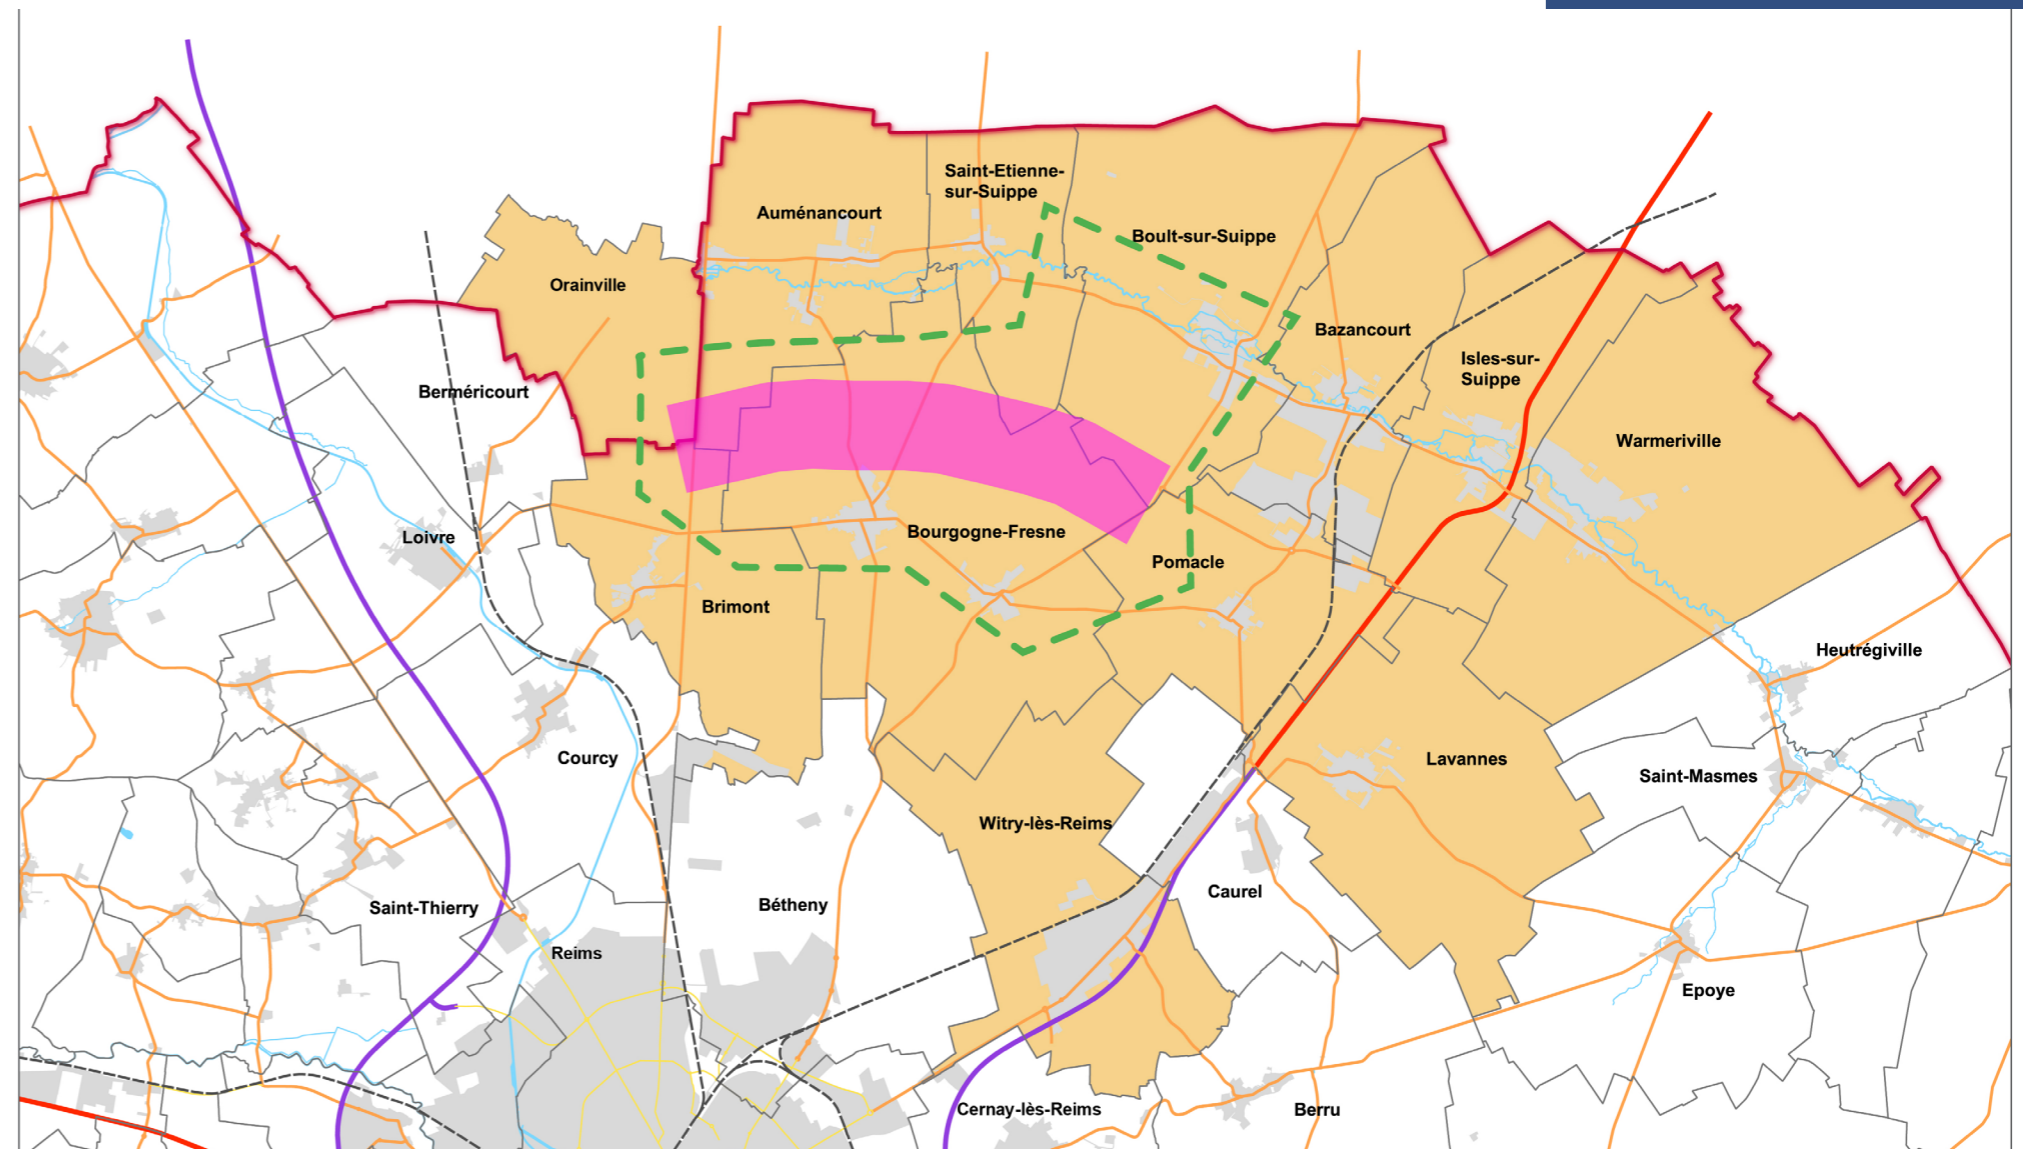 Saint-Etienne-
sur-Suippe
Auménancourt
Boult-sur-Suippe
Orainville
Bazancourt
Isles-sur-
Suippe
Berméricourt
Warmeriville
Loivre
Bourgogne-Fresne
Pomacle
Brimont
Heutrégiville
Courcy
Lavannes
Saint-Masmes
Witry-lès-Reims
Caurel
Saint-Thierry
Bétheny
Reims
Epoye
Cernay-lès-Reims
Berru